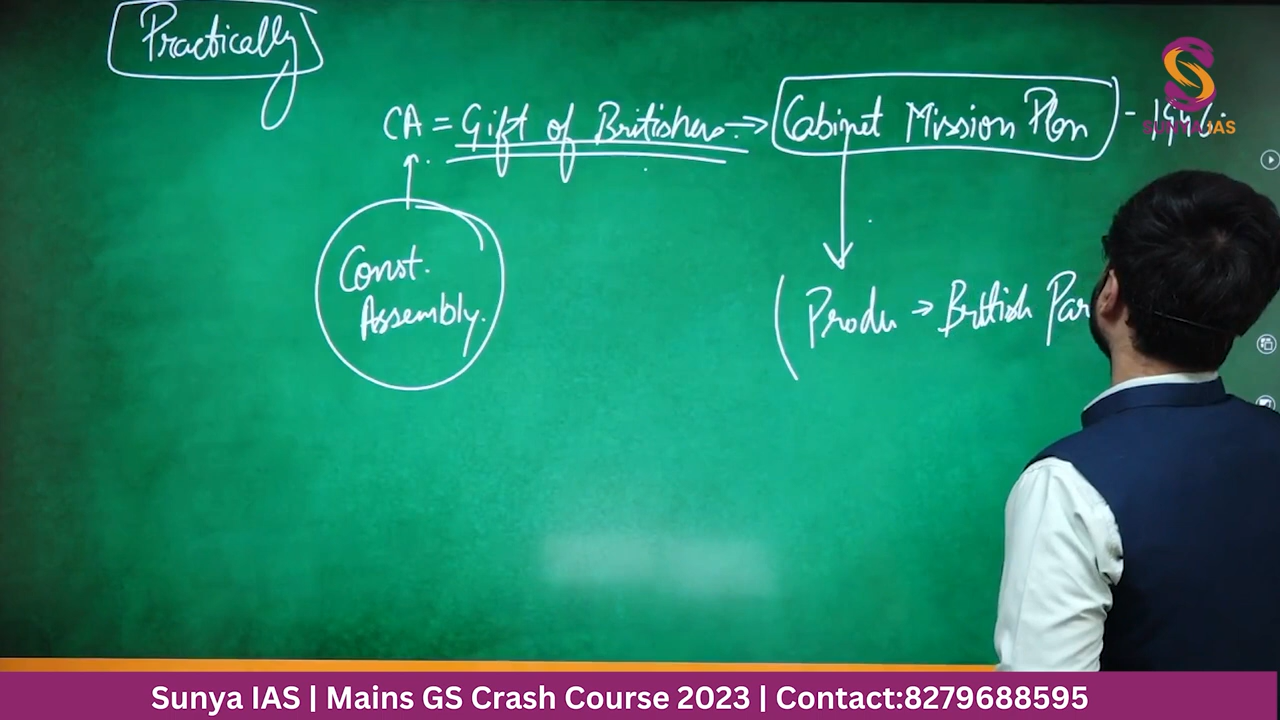 Practically
CA = Gift of Britishers → Cabinet Mission Plan - 1946.
SUNYA IAS
Const.
Assembly.
(Produ → British Par
Sunya IAS | Mains GS Crash Course 2023 | Contact:8279688595